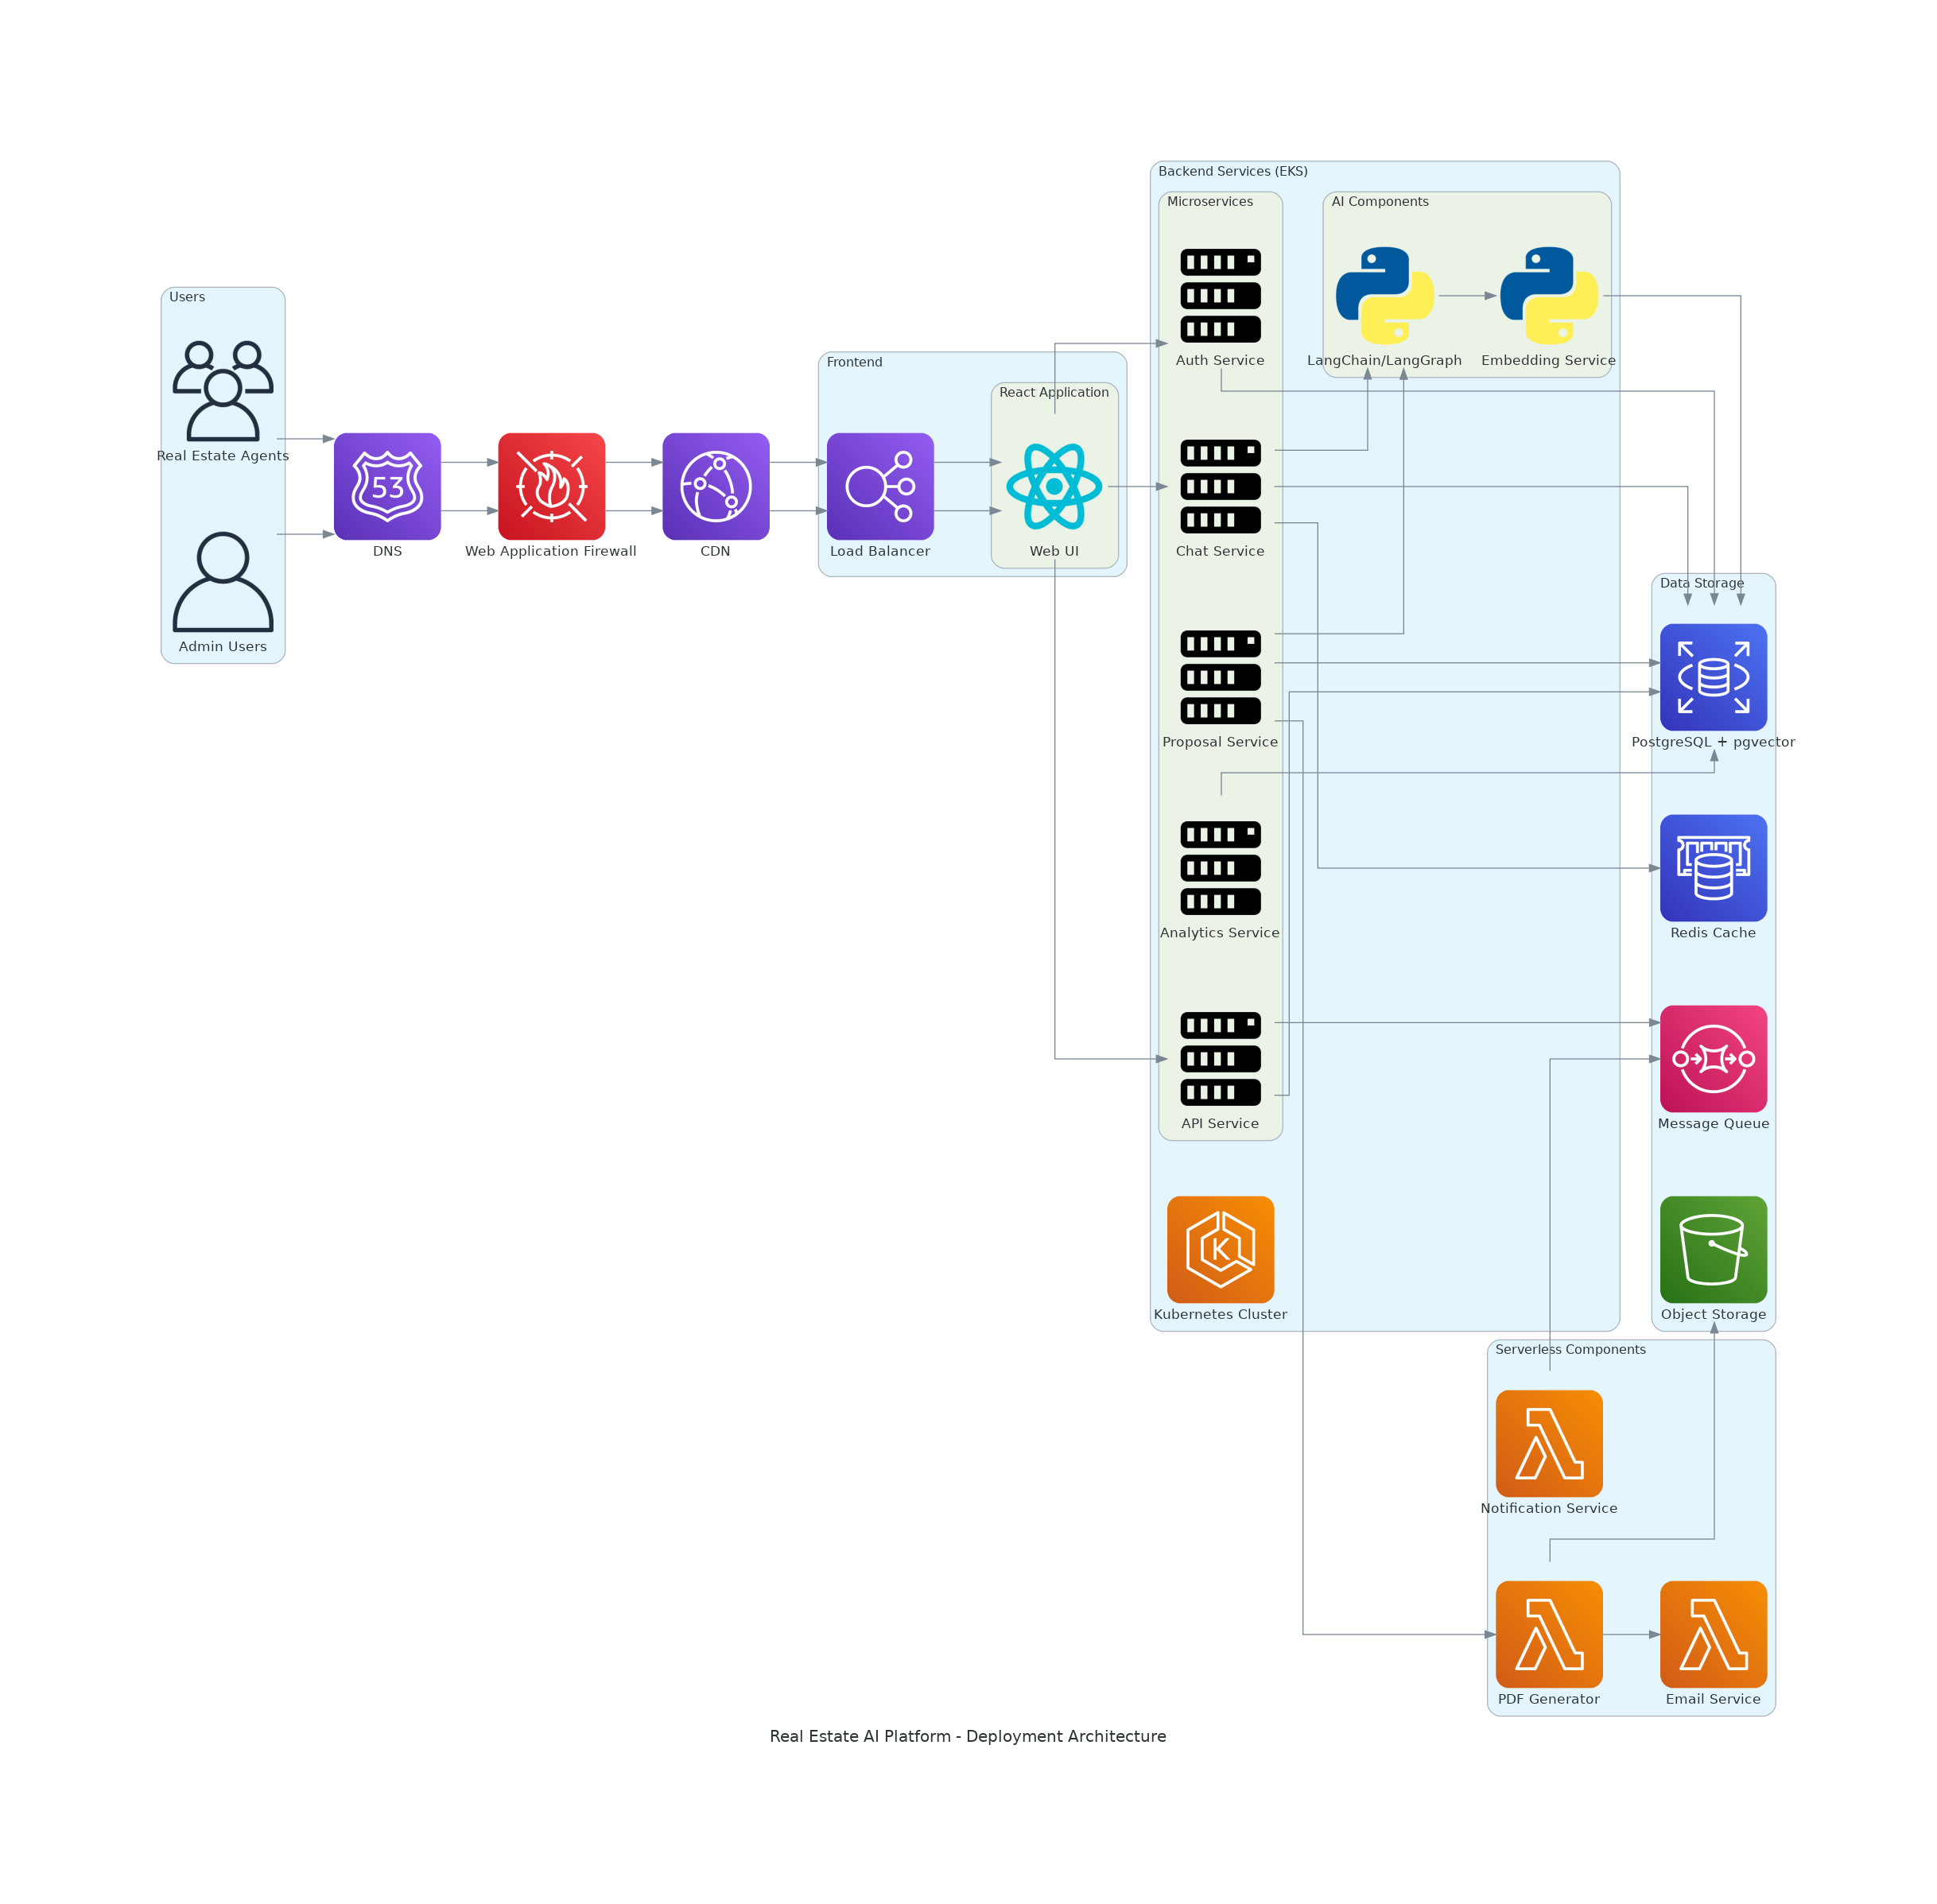 Backend Services (EKS)
Microservices
AI Components
Users
Auth Service
LangChain/LangGraph
Embedding Service
Frontend
React Application
Real Estate Agents
53
DNS
Web Application Firewall
CDN
Load Balancer
Web UI
Chat Service
Data Storage
Admin Users
Proposal Service
PostgreSQL + pgvector
Analytics Service
Redis Cache
API Service
Message Queue
K
Kubernetes Cluster
Object Storage
Serverless Components
Notification Service
PDF Generator
Email Service
Real Estate AI Platform - Deployment Architecture